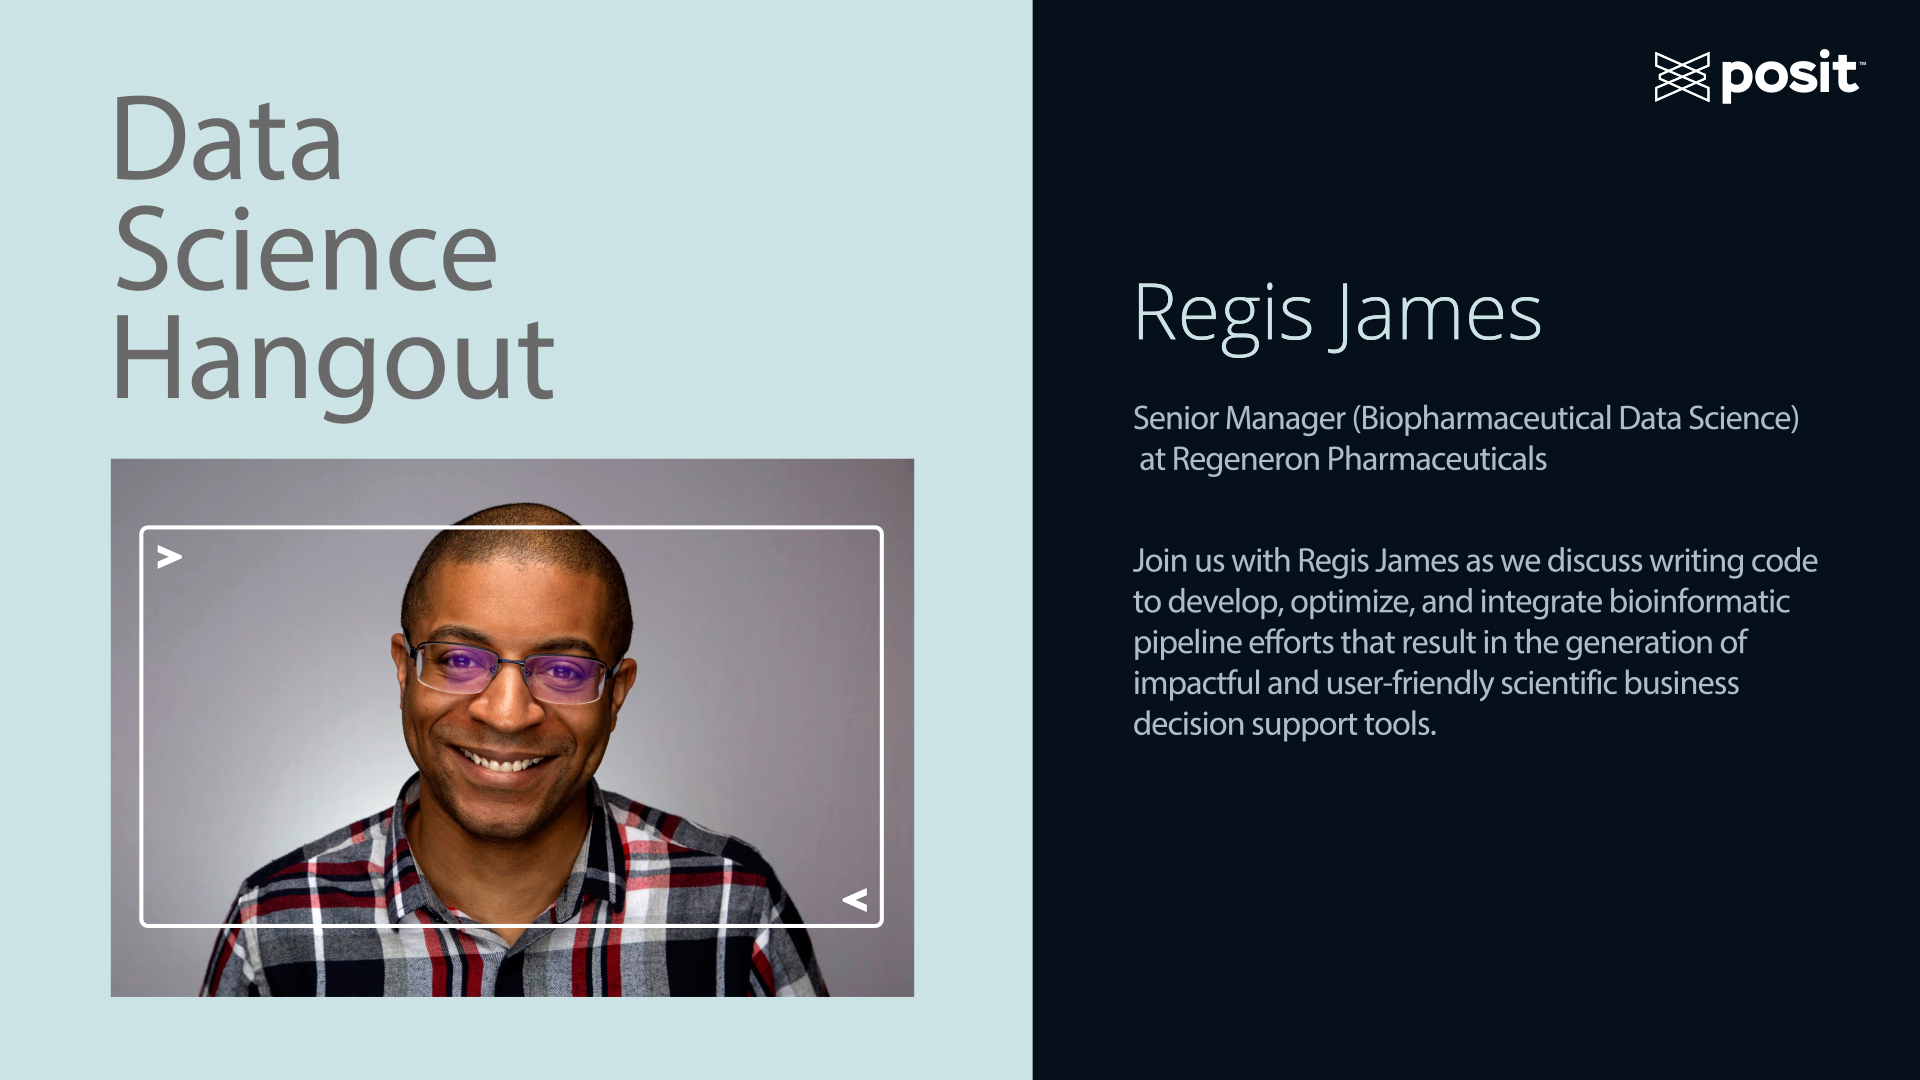 Data
Science
Hangout
>
<
posit™
Regis James
Senior Manager (Biopharmaceutical Data Science)
at Regeneron Pharmaceuticals
Join us with Regis James as we discuss writing code
to develop, optimize, and integrate bioinformatic
pipeline efforts that result in the generation of
impactful and user-friendly scientific business
decision support tools.